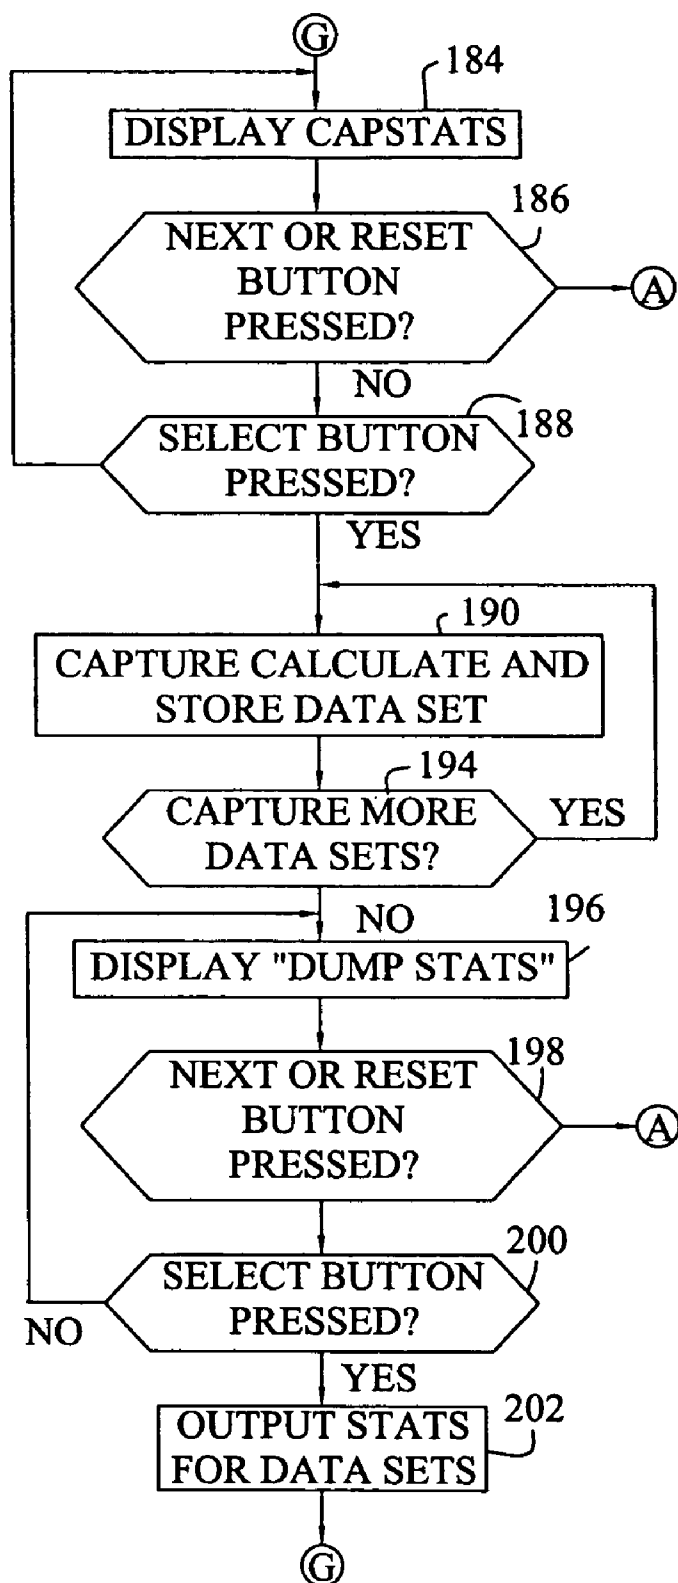 G
184
DISPLAY CAPSTATS
186
NEXT OR RESET
BUTTON
PRESSED?
A
NO
188
SELECT BUTTON
PRESSED?
YES
190
CAPTURE CALCULATE AND
STORE DATA SET
194
CAPTURE MORE
DATA SETS?
YES
NO
196
DISPLAY "DUMP STATS"
198
NEXT OR RESET
BUTTON
PRESSED?
A
200
SELECT BUTTON
PRESSED?
NO
YES
OUTPUT STATS
FOR DATA SETS
202
G